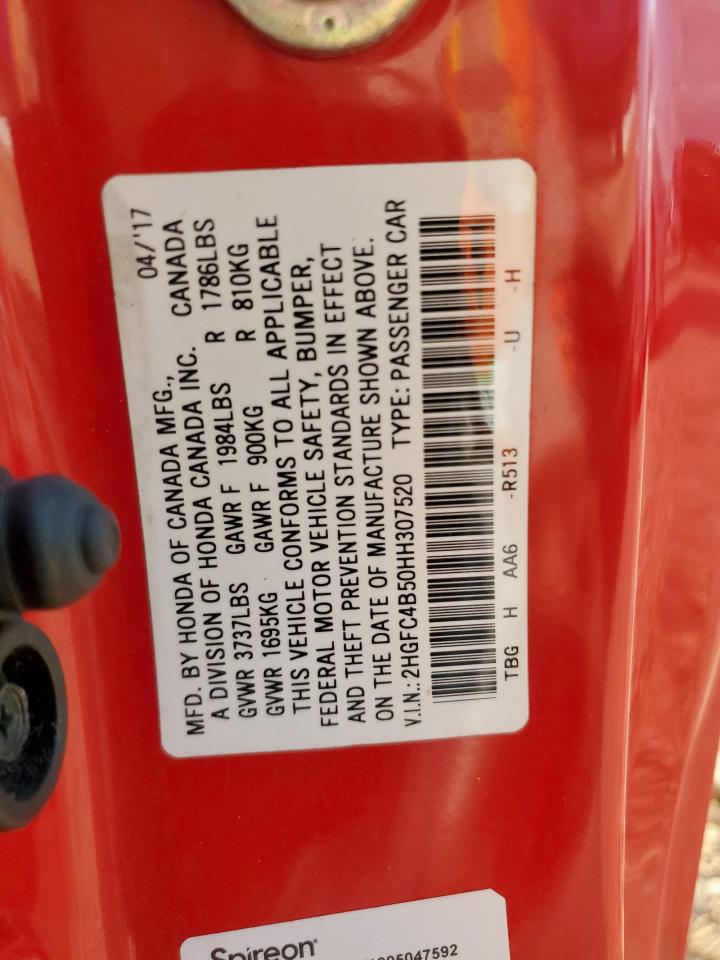 MFD. BY HONDA OF CANADA MFG., 04/'17
A DIVISION OF HONDA CANADA INC. CANADA
GVWR 3737LBS GAWR F 1984LBS R 1786LBS
GVWR 1695KG GAWR F 900KG R 810KG
THIS VEHICLE CONFORMS TO ALL APPLICABLE
FEDERAL MOTOR VEHICLE SAFETY, BUMPER,
AND THEFT PREVENTION STANDARDS IN EFFECT
ON THE DATE OF MANUFACTURE SHOWN ABOVE.
V.I.N.: 2HGFC4B50HH307520 TYPE: PASSENGER CAR
TBG H AA6 -R513 -U -H
Spireon